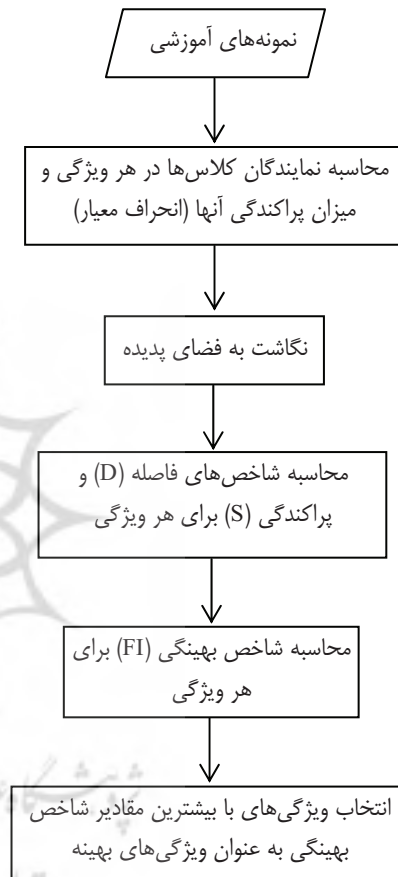 نمونه‌های آموزشی
محاسبه نمایندگان کلاس‌ها در هر ویژگی و
میزان پراکندگی آنها (انحراف معیار)
نگاشت به فضای پدیده
محاسبه شاخص‌های فاصله (D) و
پراکندگی (S) برای هر ویژگی
محاسبه شاخص بهینگی (FI) برای
هر ویژگی
انتخاب ویژگی‌های با بیشترین مقادیر شاخص
بهینگی به عنوان ویژگی‌های بهینه